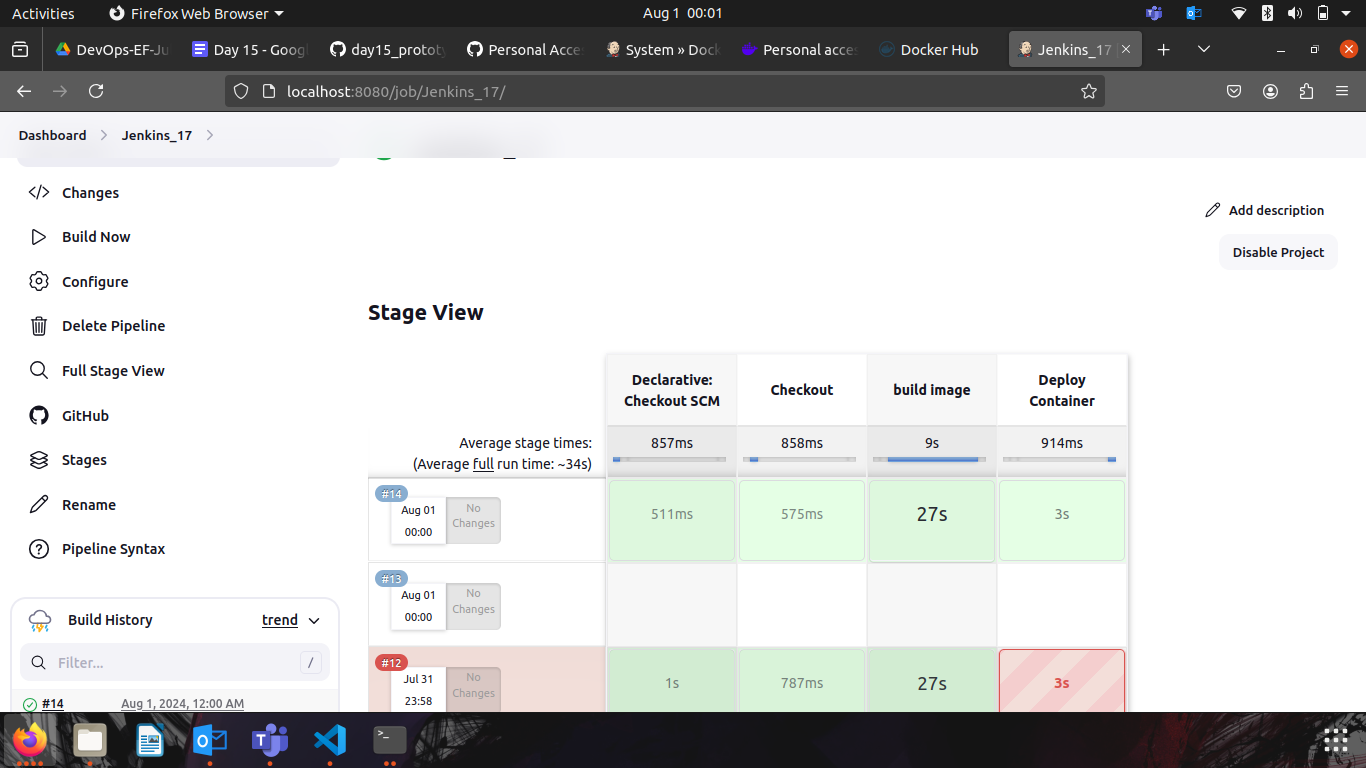 Activities
Firefox Web Browser
Aug 1 00:01
DevOps-EF-Ju
Day 15 - Goog
day15_prototy
Personal Acce
System » Dock
Personal acces
Docker Hub
Jenkins_17
localhost:8080/job/Jenkins_17/
Dashboard
Jenkins_17
Changes
Build Now
Configure
Delete Pipeline
Full Stage View
GitHub
Stages
Rename
Pipeline Syntax
Build History
trend
Filter...
/
#14
Aug 1, 2024, 12:00 AM
Add description
Disable Project
Stage View
Declarative:
Checkout SCM
Checkout
build image
Deploy
Container
Average stage times:
(Average full run time: ~34s)
857ms
858ms
9s
914ms
#14
Aug 01
00:00
No
Changes
511ms
575ms
27s
3s
#13
Aug 01
00:00
No
Changes
#12
Jul 31
23:58
No
Changes
1s
787ms
27s
3s